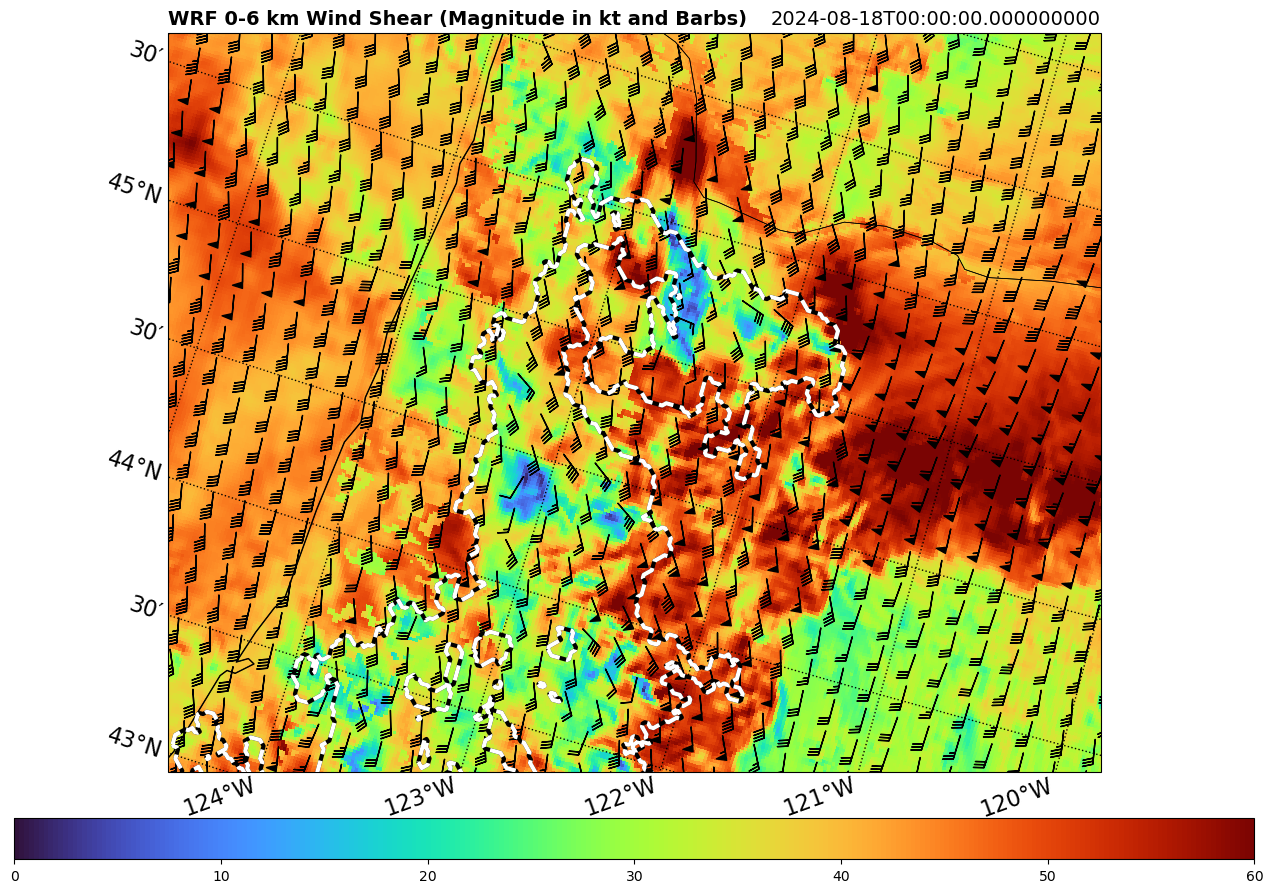 WRF 0-6 km Wind Shear (Magnitude in kt and Barbs) 2024-08-18T00:00:00.000000000
30′
45°N
30′
44°N
30′
43°N
124°W 123°W 122°W 121°W 120°W
0 10 20 30 40 50 60